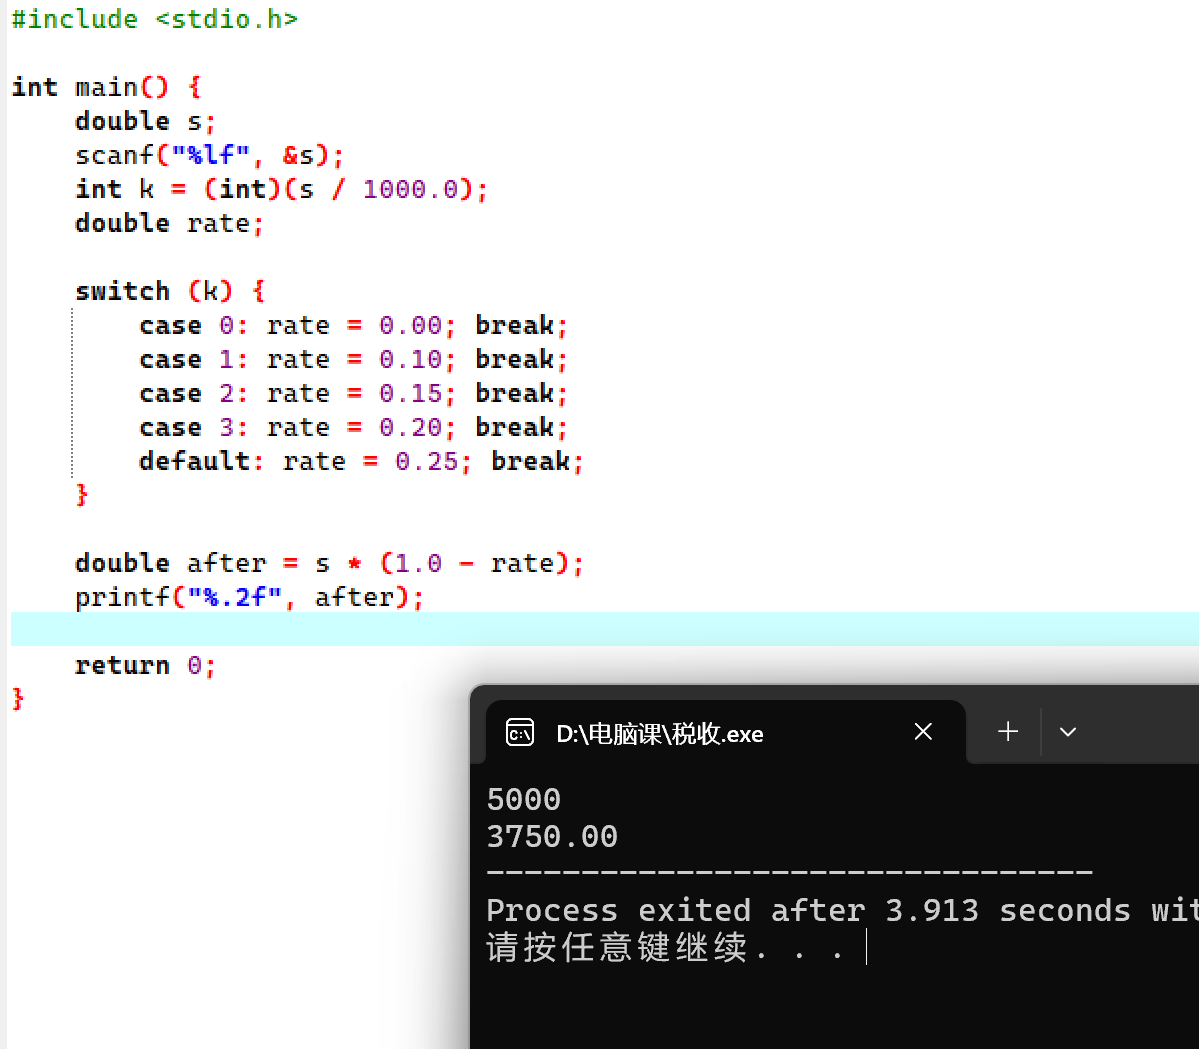 #include <stdio.h>
int main() {
    double s;
    scanf("%lf", &s);
    int k = (int)(s / 1000.0);
    double rate;
    switch (k) {
        case 0: rate = 0.00; break;
        case 1: rate = 0.10; break;
        case 2: rate = 0.15; break;
        case 3: rate = 0.20; break;
        default: rate = 0.25; break;
    }
    double after = s * (1.0 - rate);
    printf("%.2f", after);
    return 0;
}
D:\电脑课\税收.exe
5000
3750.00
--------------------------------
Process exited after 3.913 seconds wit
请按任意键继续. . .